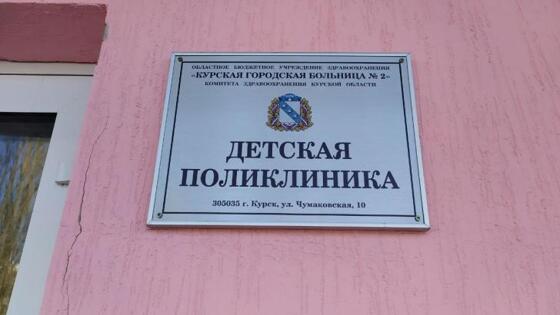 ОБЛАСТНОЕ БЮДЖЕТНОЕ УЧРЕЖДЕНИЕ ЗДРАВООХРАНЕНИЯ
«КУРСКАЯ ГОРОДСКАЯ БОЛЬНИЦА № 2»
КОМИТЕТА ЗДРАВООХРАНЕНИЯ КУРСКОЙ ОБЛАСТИ
ДЕТСКАЯ
ПОЛИКЛИНИКА
305035 г. Курск, ул. Чумаковская, 10